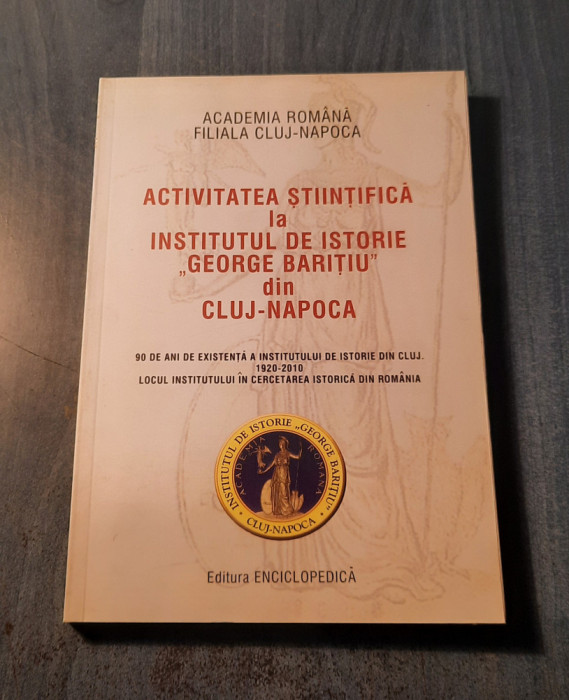 ACADEMIA ROMÂNĂ
FILIALA CLUJ-NAPOCA
ACTIVITATEA ŞTIINŢIFICĂ
la
INSTITUTUL DE ISTORIE
„GEORGE BARIŢIU"
din
CLUJ-NAPOCA
90 DE ANI DE EXISTENŢĂ A INSTITUTULUI DE ISTORIE DIN CLUJ.
1920-2010
LOCUL INSTITUTULUI ÎN CERCETAREA ISTORICĂ DIN ROMÂNIA
INSTITUTUL DE ISTORIE „GEORGE BARIŢIU"
ACADEMIA ROMÂNĂ
• CLUJ-NAPOCA •
Editura ENCICLOPEDICĂ